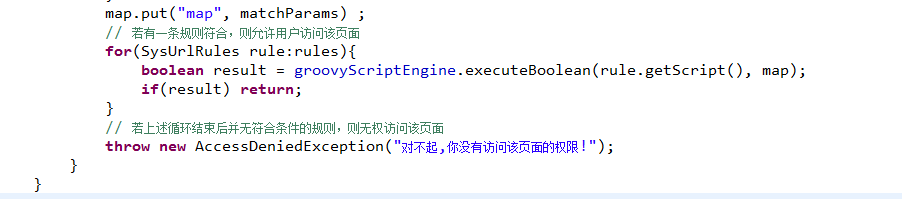 map.put("map", matchParams) ;
// 若有一条规则符合，则允许用户访问该页面
for(SysUrlRules rule:rules){
boolean result = groovyScriptEngine.executeBoolean(rule.getScript(), map);
if(result) return;
}
// 若上述循环结束后并无符合条件的规则，则无权访问该页面
throw new AccessDeniedException("对不起,你没有访问该页面的权限!");
}
}